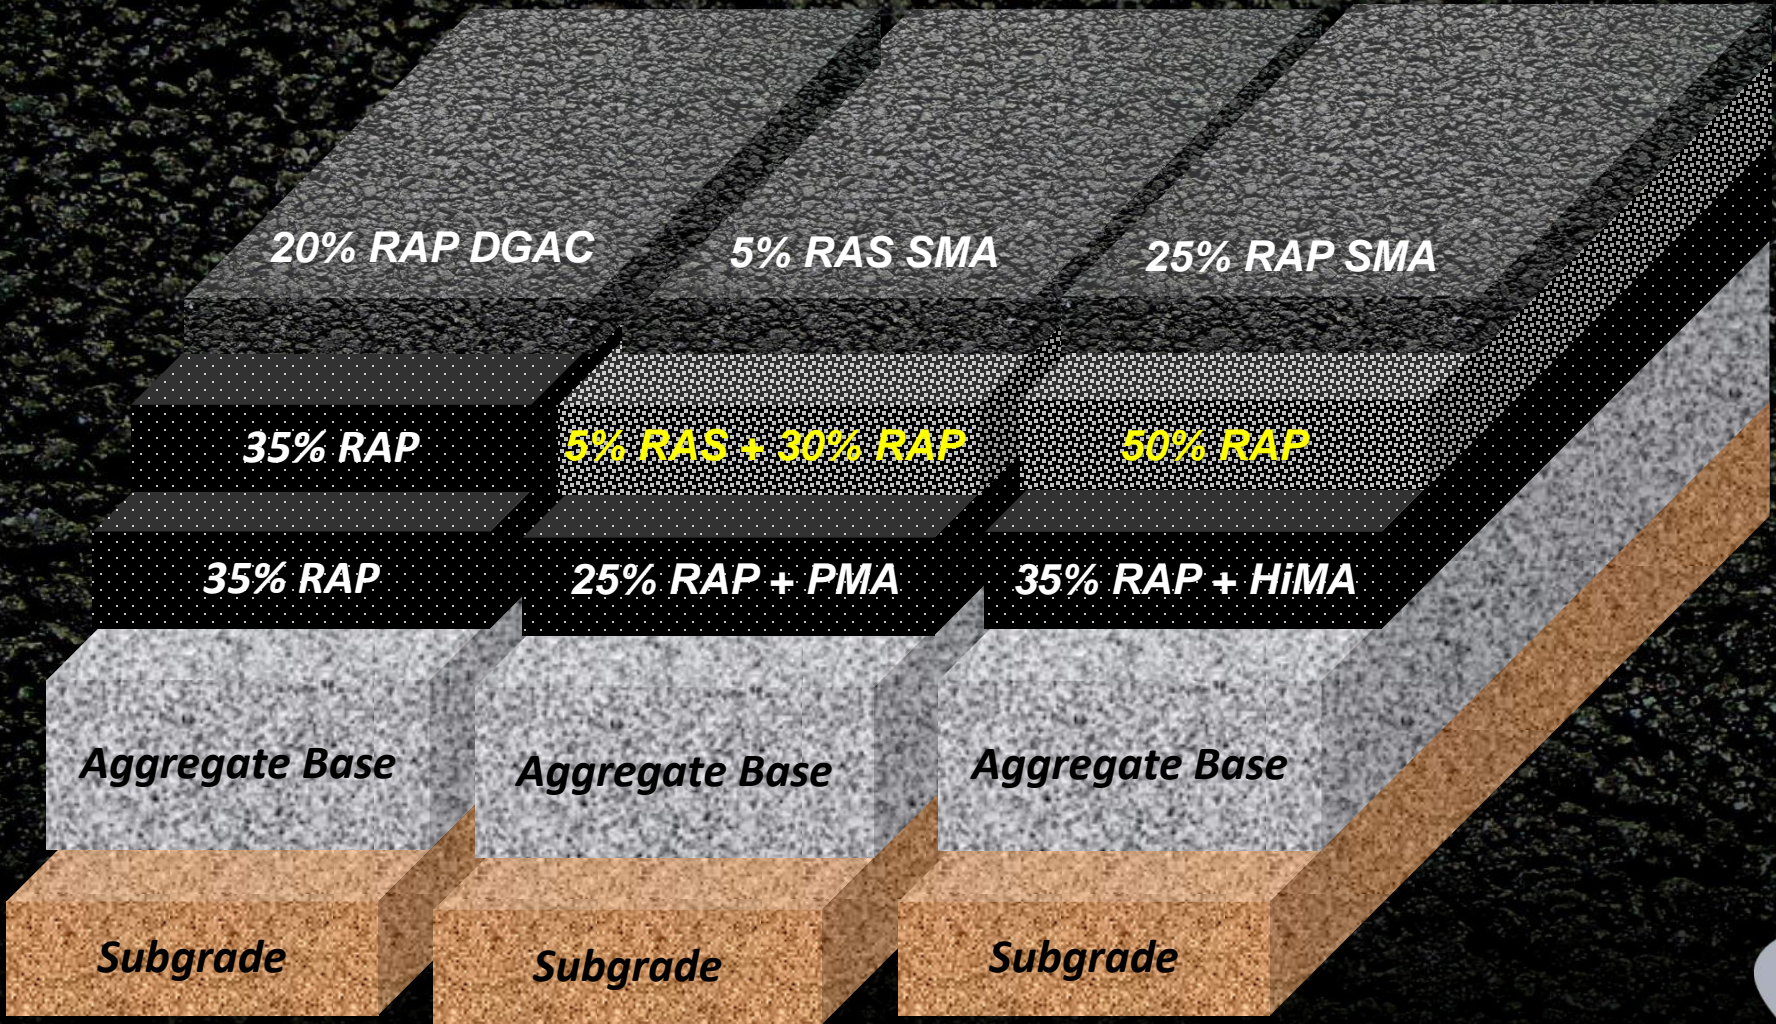 20% RAP DGAC
5% RAS SMA
25% RAP SMA
35% RAP
5% RAS + 30% RAP
50% RAP
35% RAP
25% RAP + PMA
35% RAP + HiMA
Aggregate Base
Aggregate Base
Aggregate Base
Subgrade
Subgrade
Subgrade